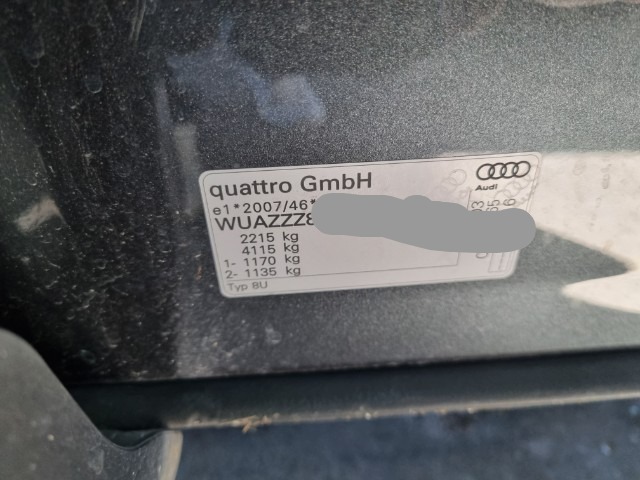 quattro GmbH
Audi
e1*2007/46*
WUAZZZ8
2215 kg
4115 kg
1- 1170 kg
2- 1135 kg
Typ 8U